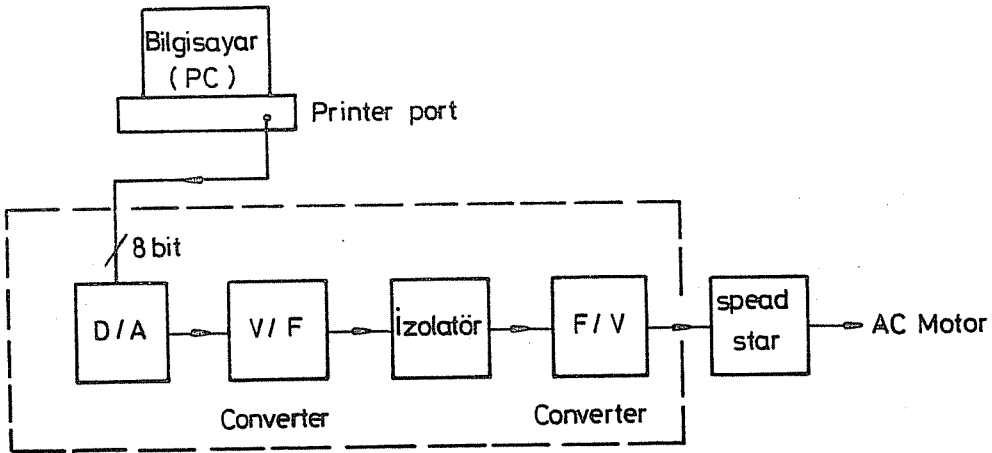 Bilgisayar
(PC)
Printer port
8 bit
D/A
V/F
İzolatör
F/V
spead
star
AC Motor
Converter
Converter